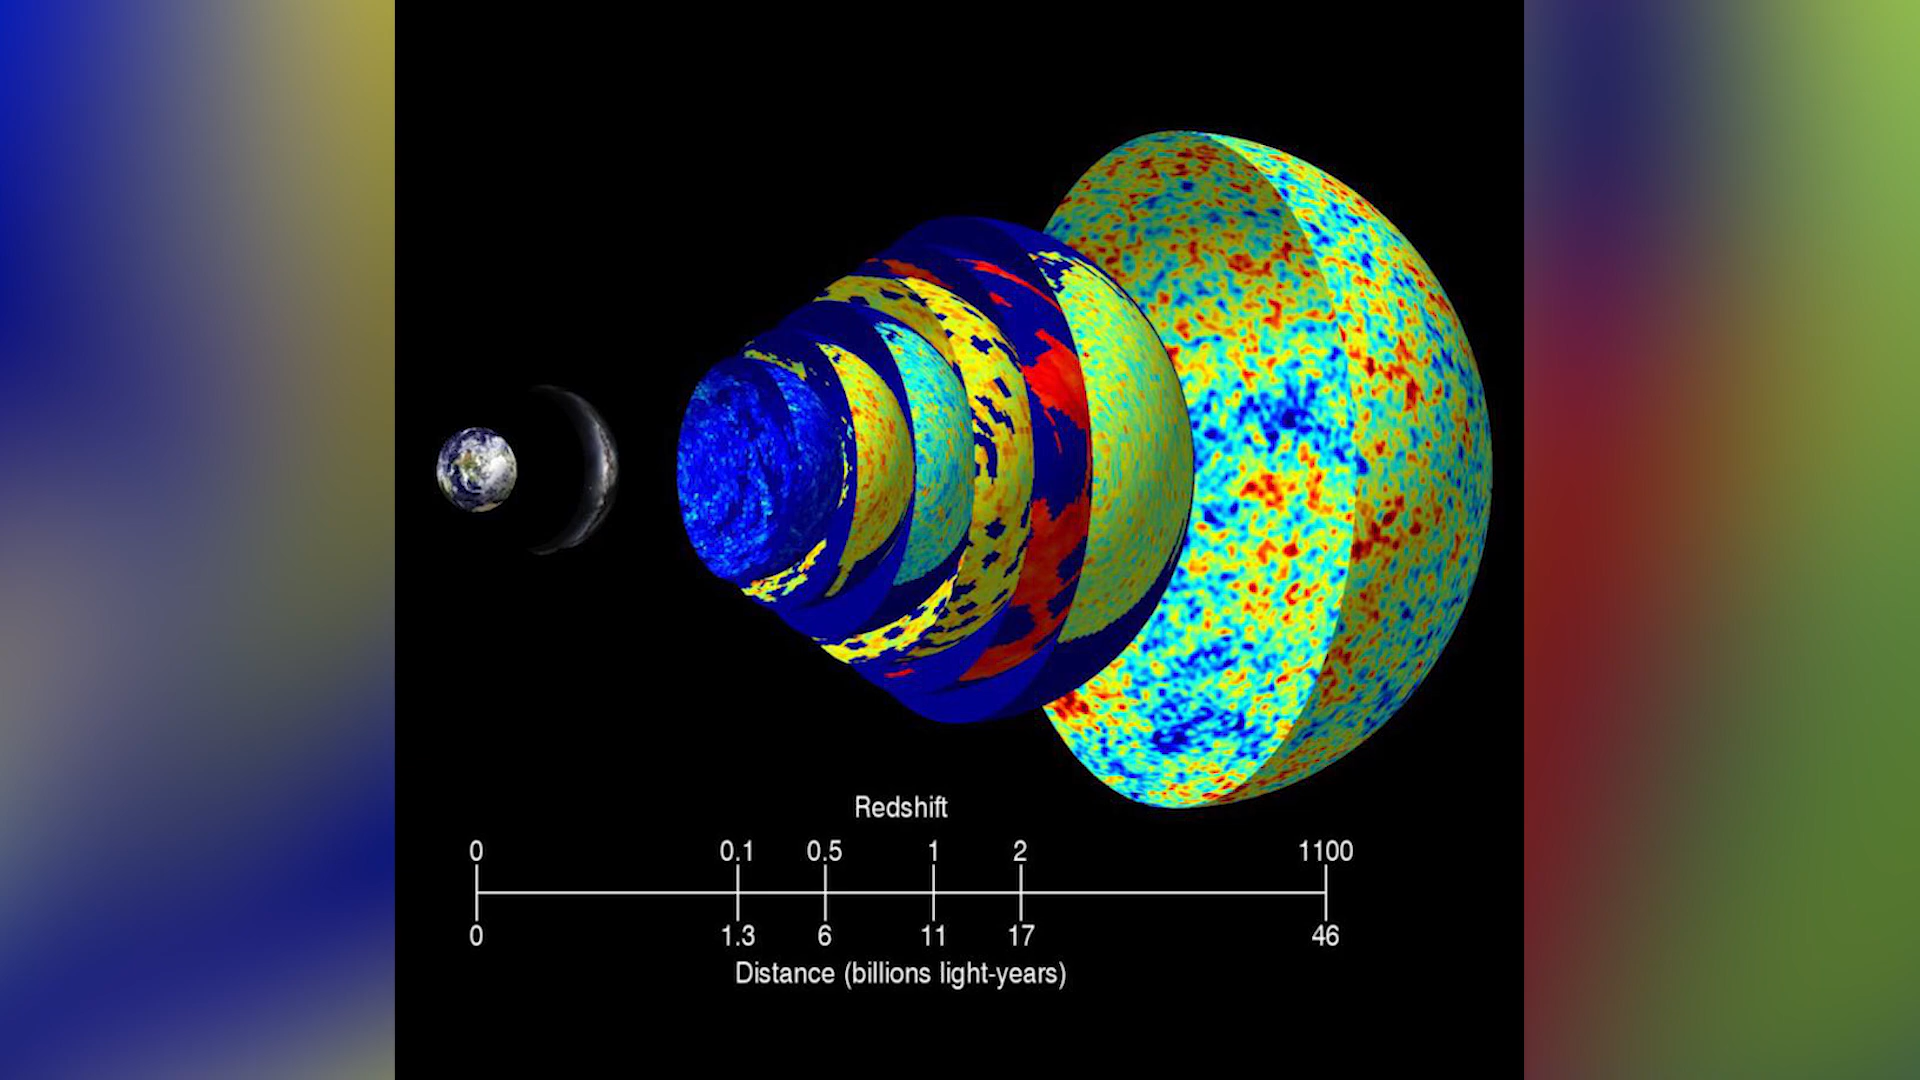 Redshift
0 0.1 0.5 1 2 1100
0 1.3 6 11 17 46
Distance (billions light-years)